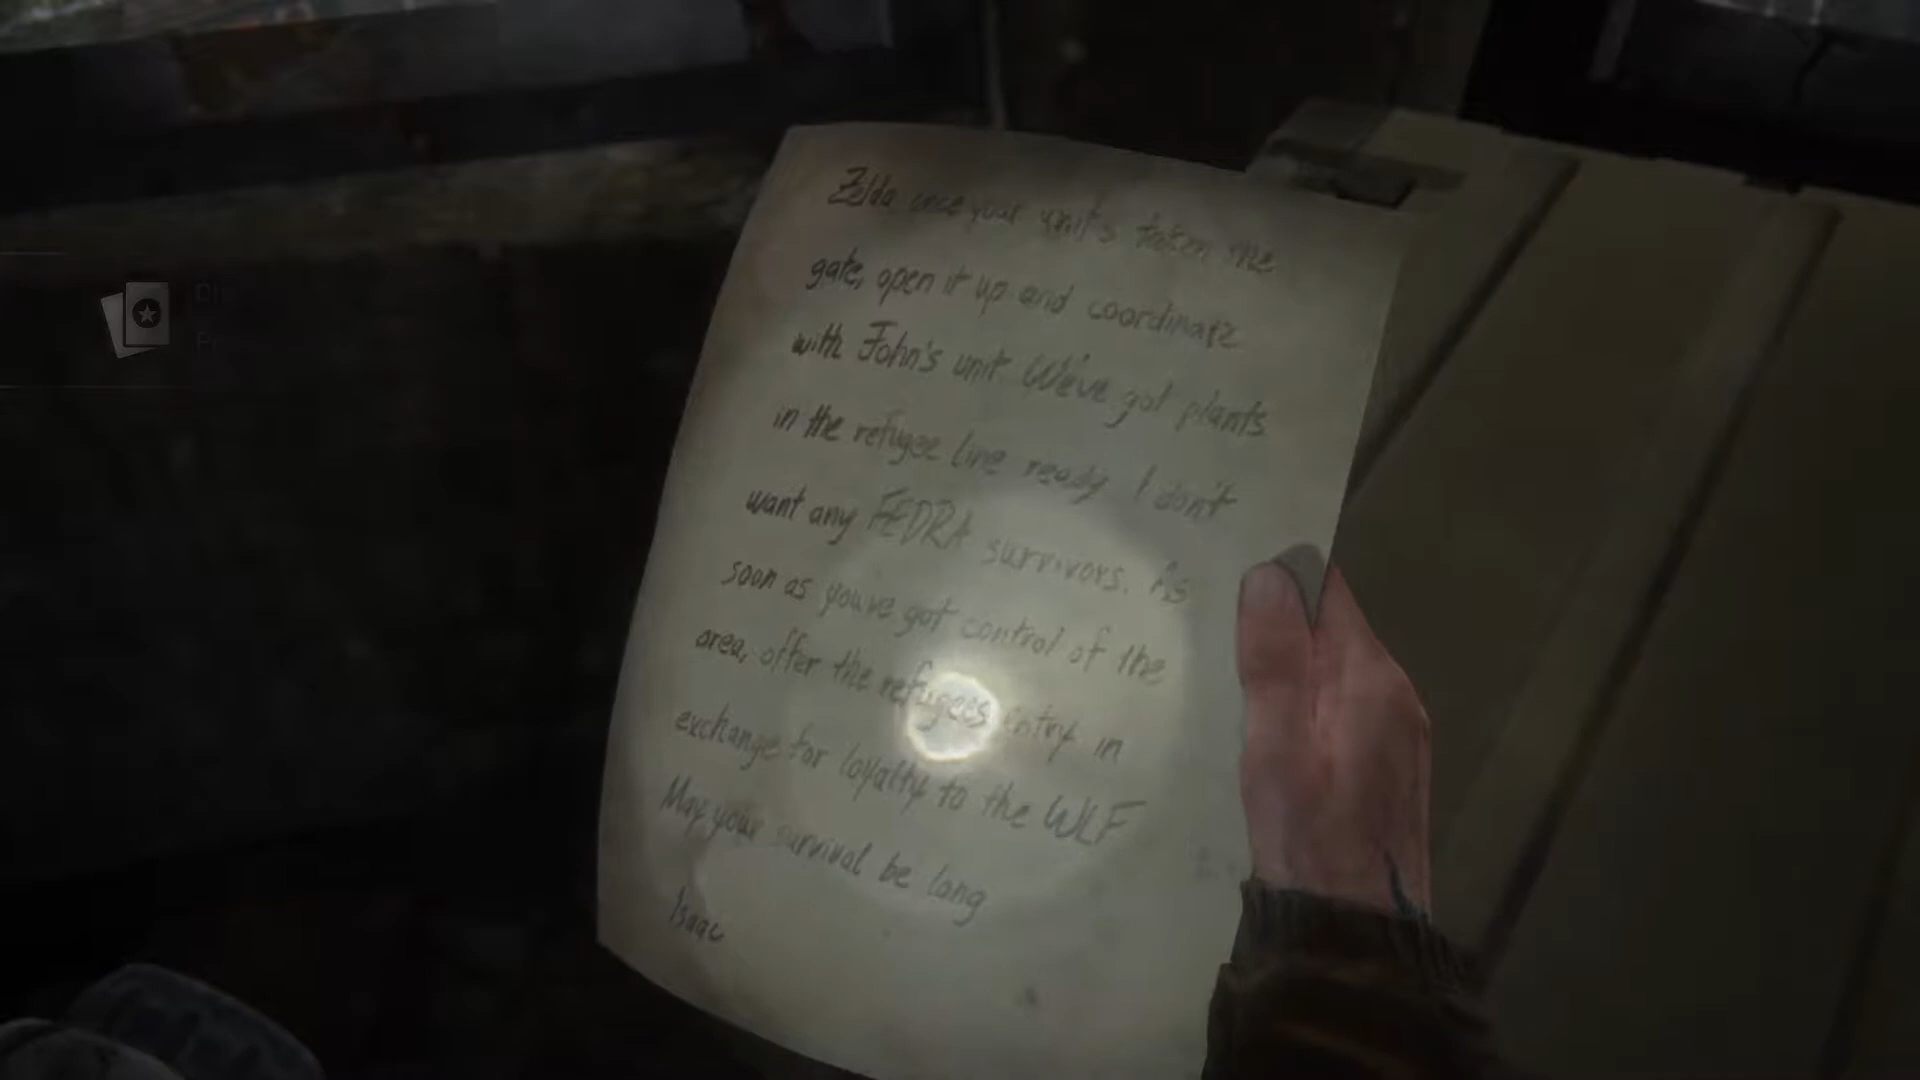 Zelda once your unit's taken the
gate, open it up and coordinate
with John's unit. We've got plants
in the refugee line ready. I don't
want any FEDRA survivors. As
soon as you've got control of the
area, offer the refugees entry in
exchange for loyalty to the WLF
May your survival be long
Isaac